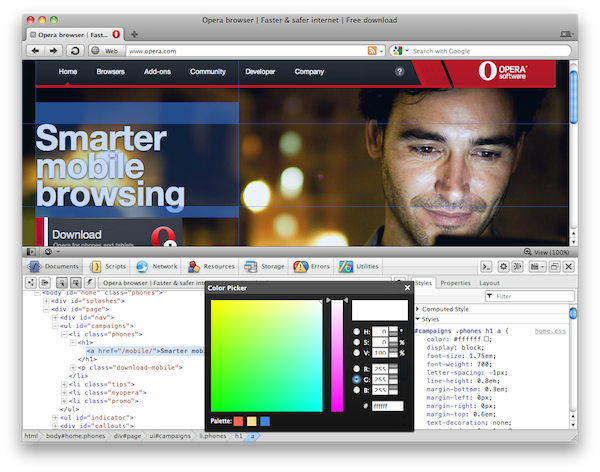 Opera browser | Faster & safer internet | Free download
Opera browser | Fast...
Web www.opera.com Search with Google
Home Browsers Add-ons Community Developer Company ? OPERA software
Smarter
mobile
browsing
Download
Opera for phones and tablets
View (100%)
Documents Scripts Network Resources Storage Errors Utilities
Opera browser | Faster & safer inter
<body id="home" class="phones">
<div id="splashes">
<div id="page">
<div id="nav">
<ul id="campaigns">
<li class="phones">
<h1>
<a href="/mobile/">Smarter mobi
</h1>
<p class="download-mobile">
<li class="tips">
<li class="myopera">
<li class="promo">
</ul>
<ul id="indicator">
<div id="callouts">
Color Picker
H: 0 °
S: 0 %
V: 100 %
R: 255
G: 255
B: 255
# ffffff
Palette:
Styles Properties Layout
Filter
Computed Style
Styles
#campaigns .phones h1 a { home.css
color: #ffffff;
display: block;
font-size: 1.75em;
font-weight: 700;
letter-spacing: -1px;
line-height: 0.8em;
margin-bottom: 0.3em;
margin-left: 0px;
margin-right: 0px;
margin-top: 0.6em;
text-decoration: none;
html body#home.phones div#page ul#campaigns li.phones h1 a